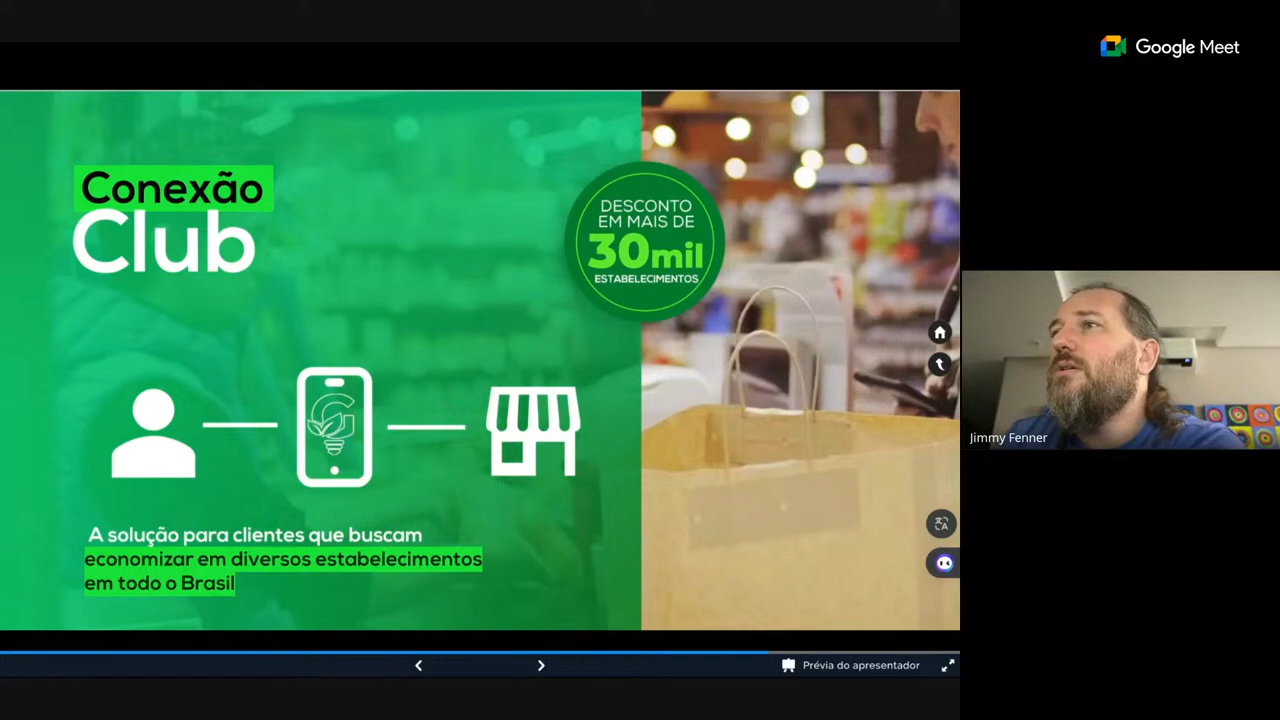 Google Meet
Conexão
Club
DESCONTO
EM MAIS DE
30mil
ESTABELECIMENTOS
A solução para clientes que buscam
economizar em diversos estabelecimentos
em todo o Brasil
Jimmy Fenner
Prévia do apresentador